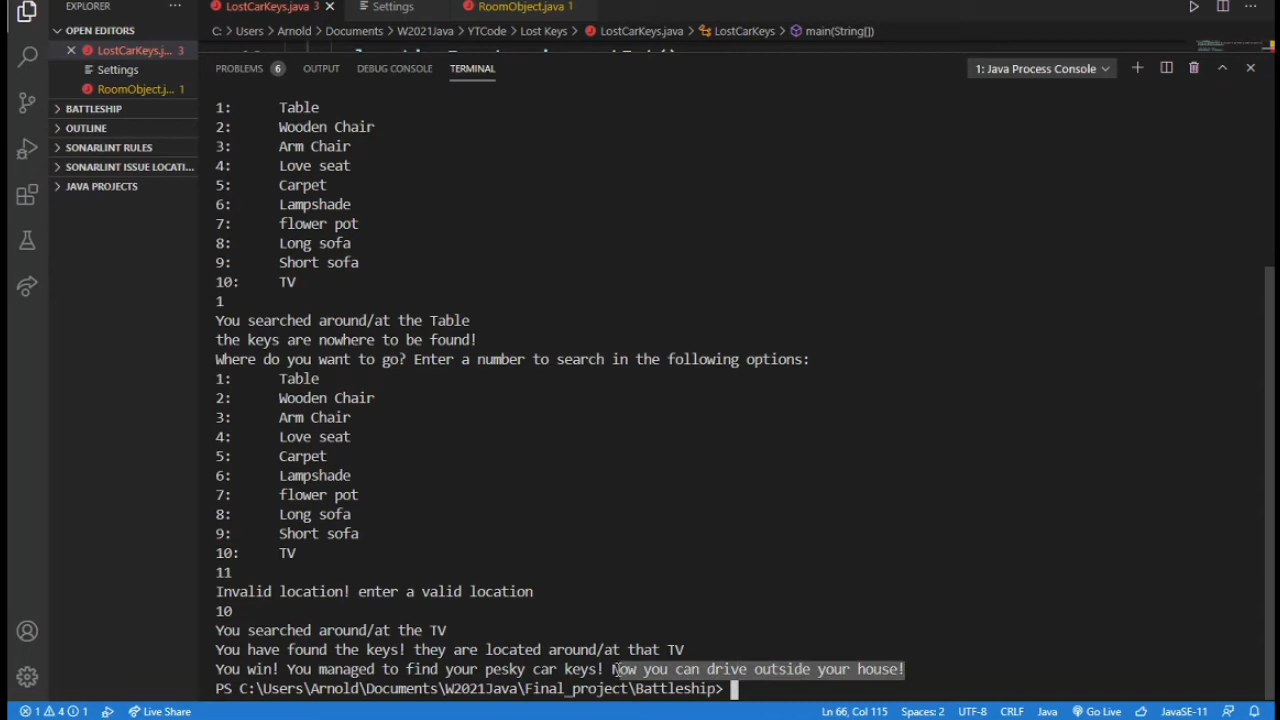 EXPLORER
LostCarKeys.java 3
Settings
RoomObject.java 1
OPEN EDITORS
C: > Users > Arnold > Documents > W2021Java > YTCode > Lost Keys > LostCarKeys.java > LostCarKeys > main(String[])
LostCarKeys.j... 3
Settings
RoomObject.j... 1
BATTLESHIP
OUTLINE
SONARLINT RULES
SONARLINT ISSUE LOCATI...
JAVA PROJECTS
PROBLEMS 6 OUTPUT DEBUG CONSOLE TERMINAL 1: Java Process Console
1: Table
2: Wooden Chair
3: Arm Chair
4: Love seat
5: Carpet
6: Lampshade
7: flower pot
8: Long sofa
9: Short sofa
10: TV
1
You searched around/at the Table
the keys are nowhere to be found!
Where do you want to go? Enter a number to search in the following options:
1: Table
2: Wooden Chair
3: Arm Chair
4: Love seat
5: Carpet
6: Lampshade
7: flower pot
8: Long sofa
9: Short sofa
10: TV
11
Invalid location! enter a valid location
10
You searched around/at the TV
You have found the keys! they are located around/at that TV
You win! You managed to find your pesky car keys! Now you can drive outside your house!
PS C:\Users\Arnold\Documents\W2021Java\Final_project\Battleship>
1 4 1 Live Share Ln 66, Col 115 Spaces: 2 UTF-8 CRLF Java Go Live JavaSE-11